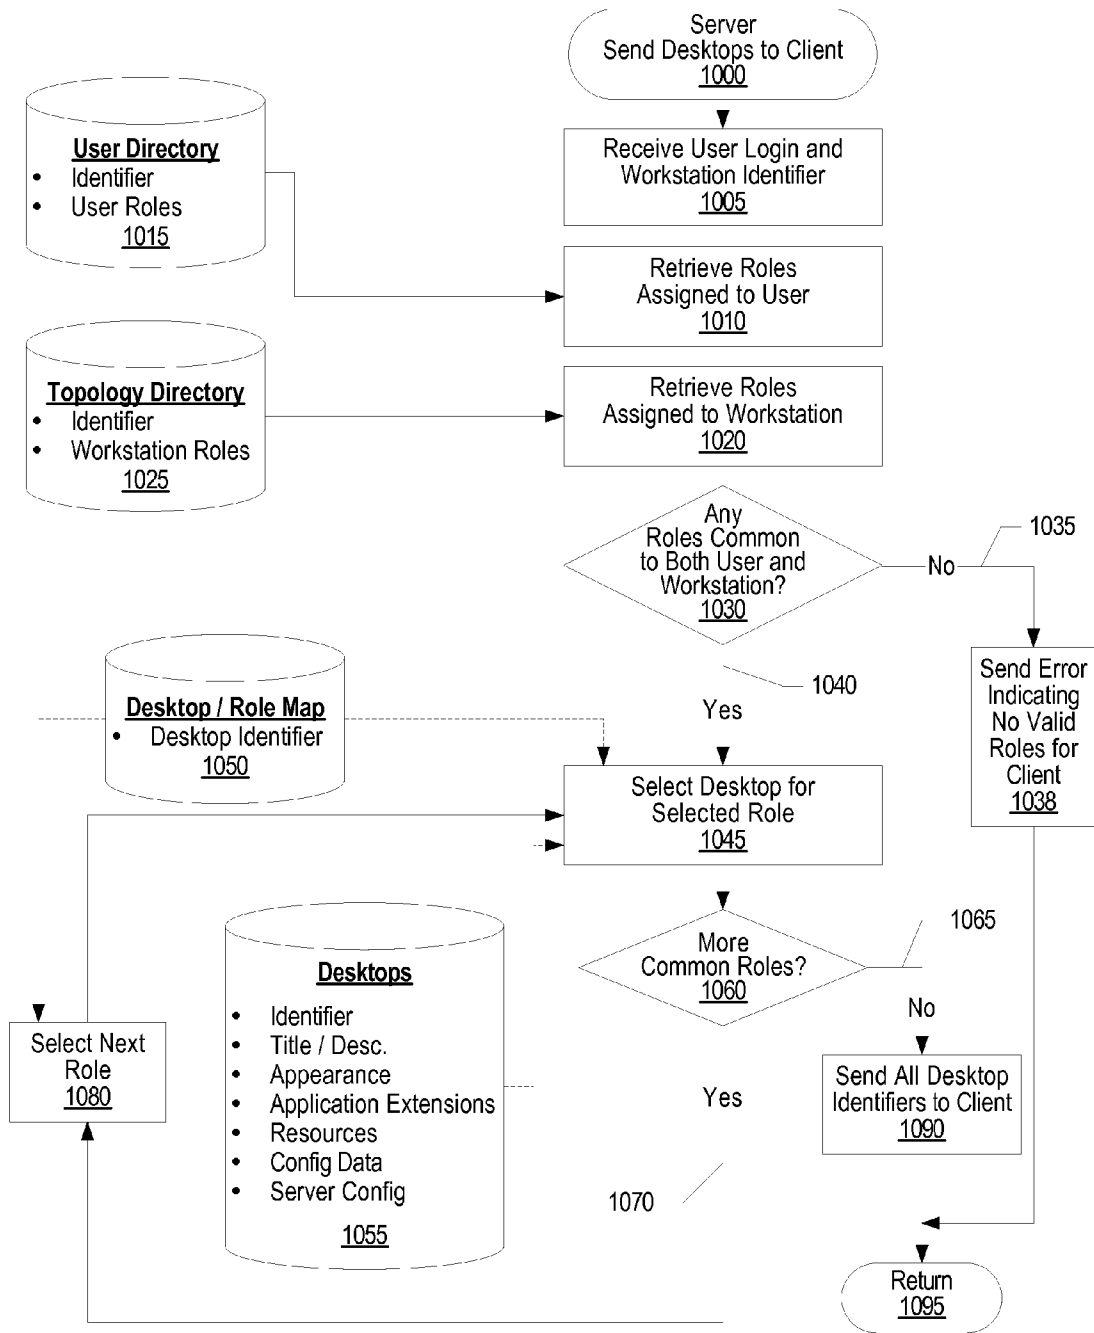 Server
Send Desktops to Client
1000
Receive User Login and
Workstation Identifier
1005
User Directory
• Identifier
• User Roles
1015
Retrieve Roles
Assigned to User
1010
Topology Directory
• Identifier
• Workstation Roles
1025
Retrieve Roles
Assigned to Workstation
1020
Any
Roles Common
to Both User and
Workstation?
1030
No
1035
1040
Yes
Send Error
Indicating
No Valid
Roles for
Client
1038
Desktop / Role Map
• Desktop Identifier
1050
Select Desktop for
Selected Role
1045
More
Common Roles?
1060
1065
No
Desktops
• Identifier
• Title / Desc.
• Appearance
• Application Extensions
• Resources
• Config Data
• Server Config
1055
Select Next
Role
1080
Send All Desktop
Identifiers to Client
1090
Yes
1070
Return
1095